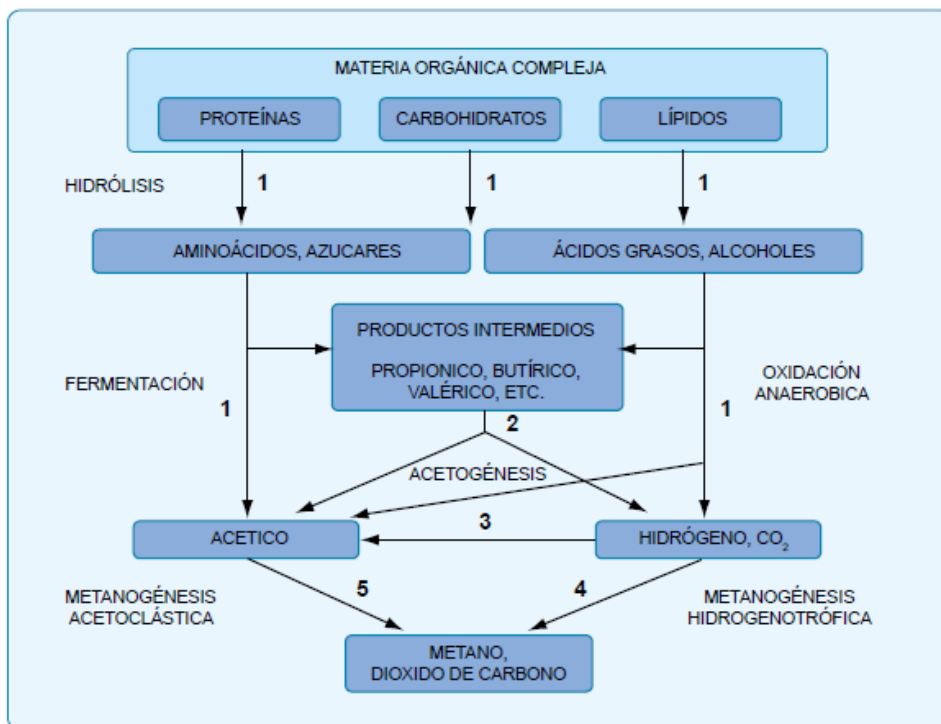 MATERIA ORGÁNICA COMPLEJA
PROTEÍNAS
CARBOHIDRATOS
LÍPIDOS
HIDRÓLISIS
1
1
1
AMINOÁCIDOS, AZUCARES
ÁCIDOS GRASOS, ALCOHOLES
PRODUCTOS INTERMEDIOS
PROPIONICO, BUTÍRICO,
VALÉRICO, ETC.
FERMENTACIÓN
OXIDACIÓN
ANAEROBICA
1
2
1
ACETOGÉNESIS
ACETICO
3
HIDRÓGENO, CO₂
METANOGÉNESIS
ACETOCLÁSTICA
5
4
METANOGÉNESIS
HIDROGENOTRÓFICA
METANO,
DIOXIDO DE CARBONO